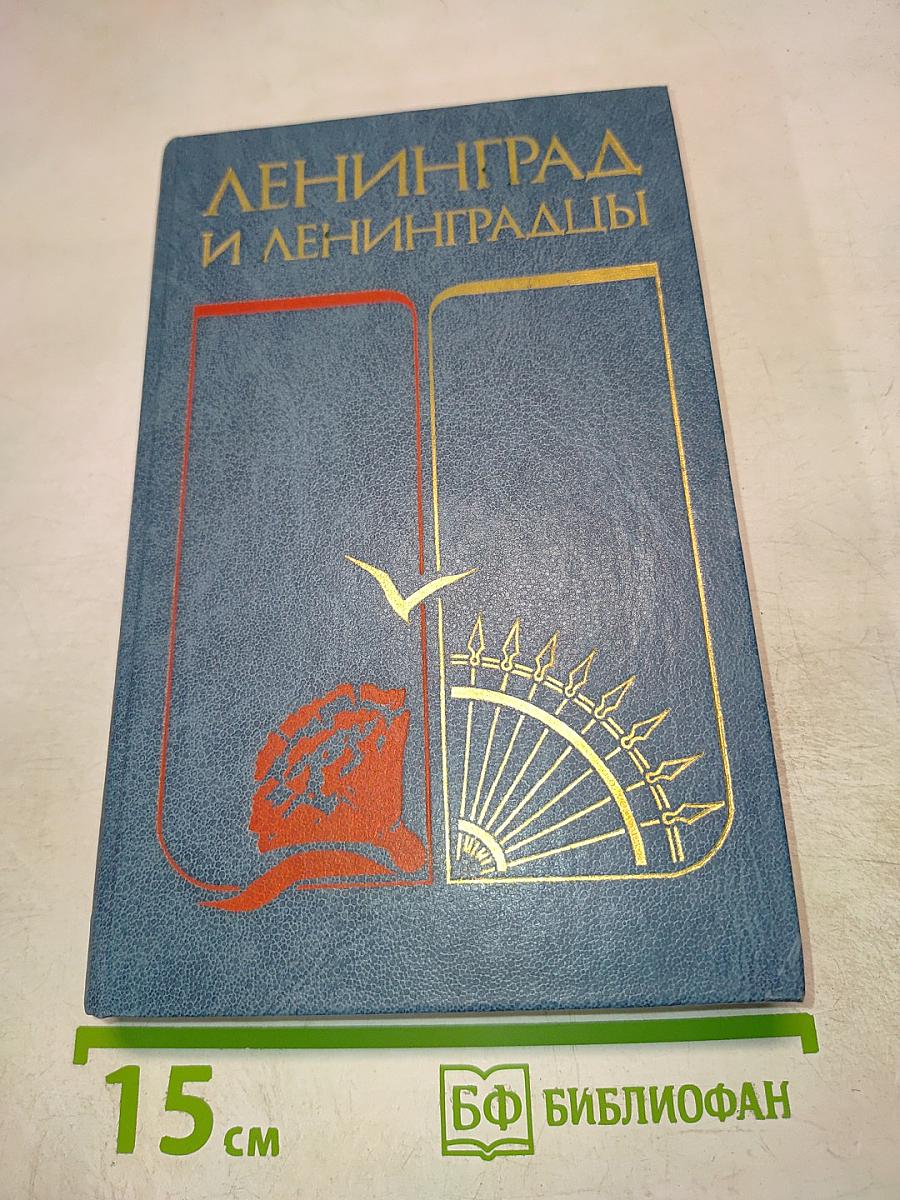 ЛЕНИНГРАД
И ЛЕНИНГРАДЦЫ
15 см
БФ БИБЛИОФАН